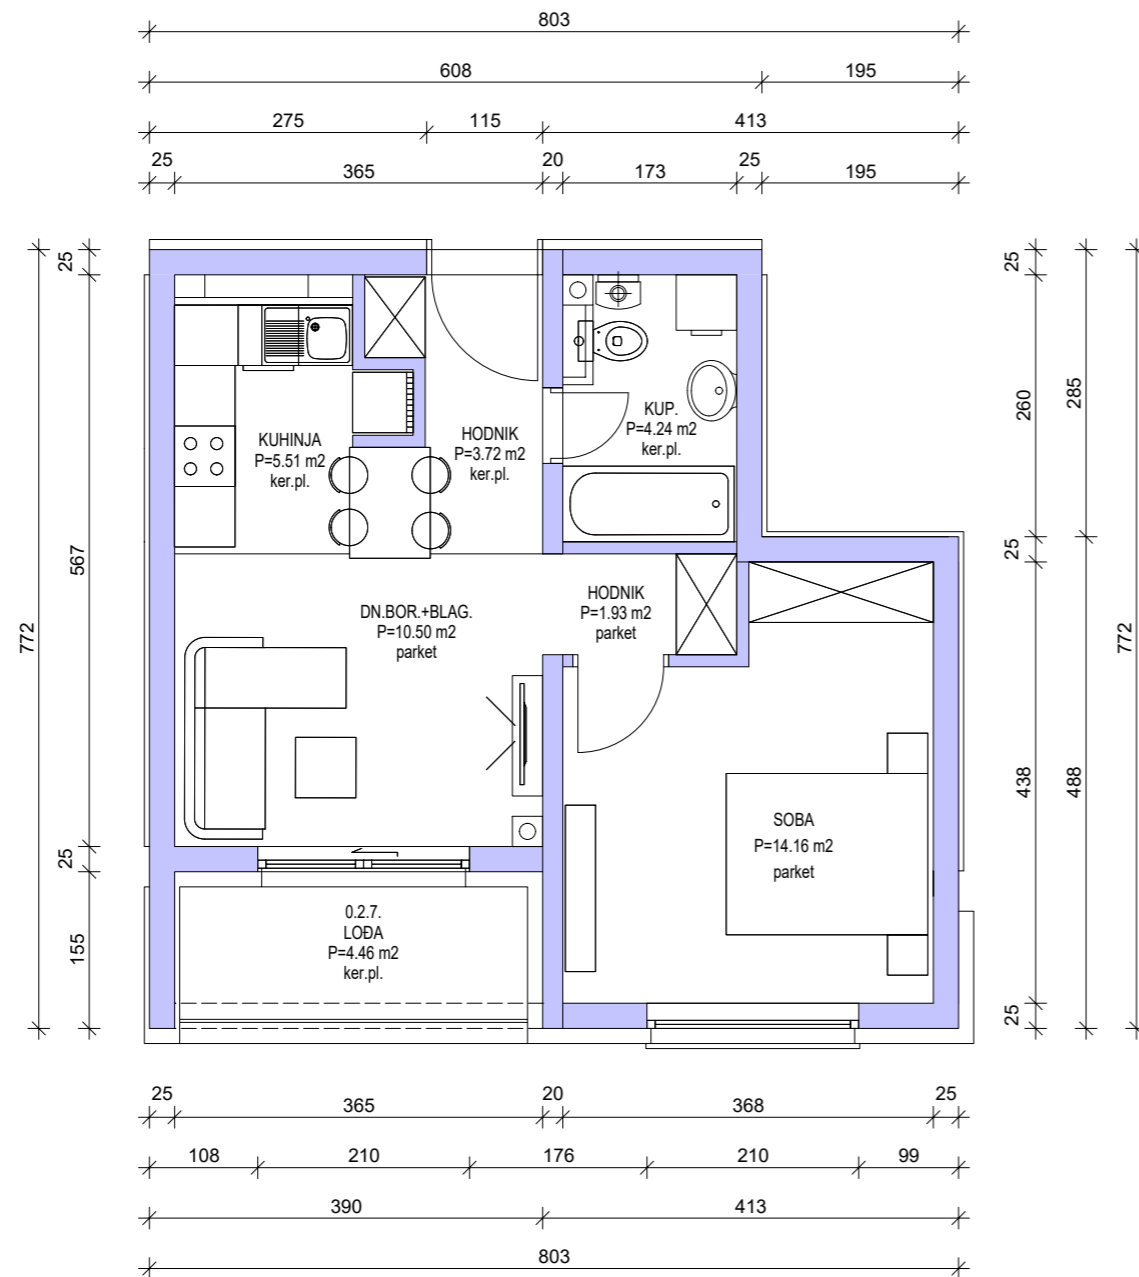 803
608 195
275 115 413
25 365 20 173 25 195
25
567
25
155
772
KUHINJA
P=5.51 m2
ker.pl.
HODNIK
P=3.72 m2
ker.pl.
KUP.
P=4.24 m2
ker.pl.
DN.BOR.+BLAG.
P=10.50 m2
parket
HODNIK
P=1.93 m2
parket
SOBA
P=14.16 m2
parket
0.2.7.
LOĐA
P=4.46 m2
ker.pl.
25
260
25
438
25
285
488
772
25 365 20 368 25
108 210 176 210 99
390 413
803